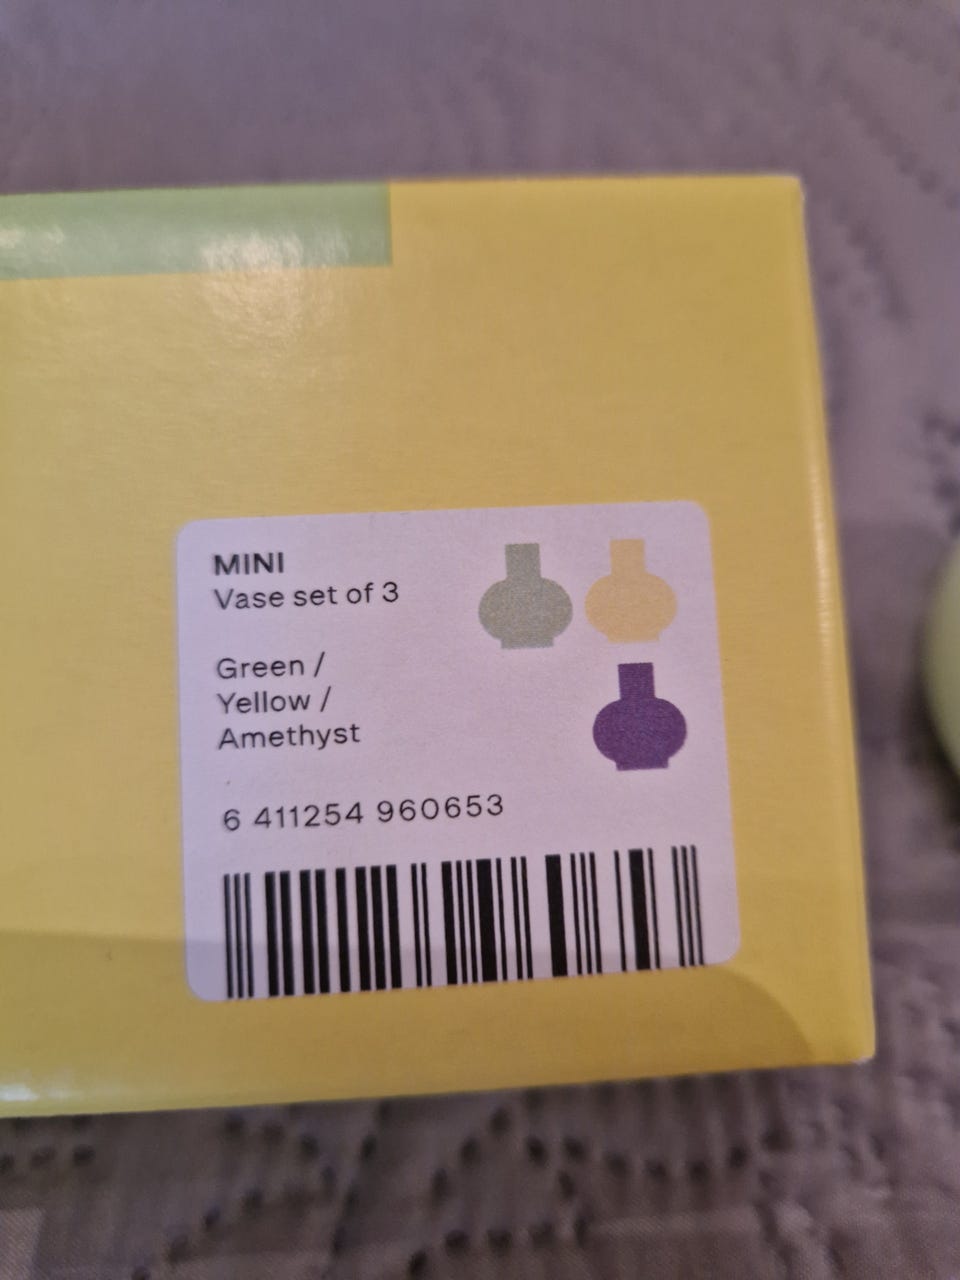 MINI
Vase set of 3
Green /
Yellow /
Amethyst
6 411254 960653